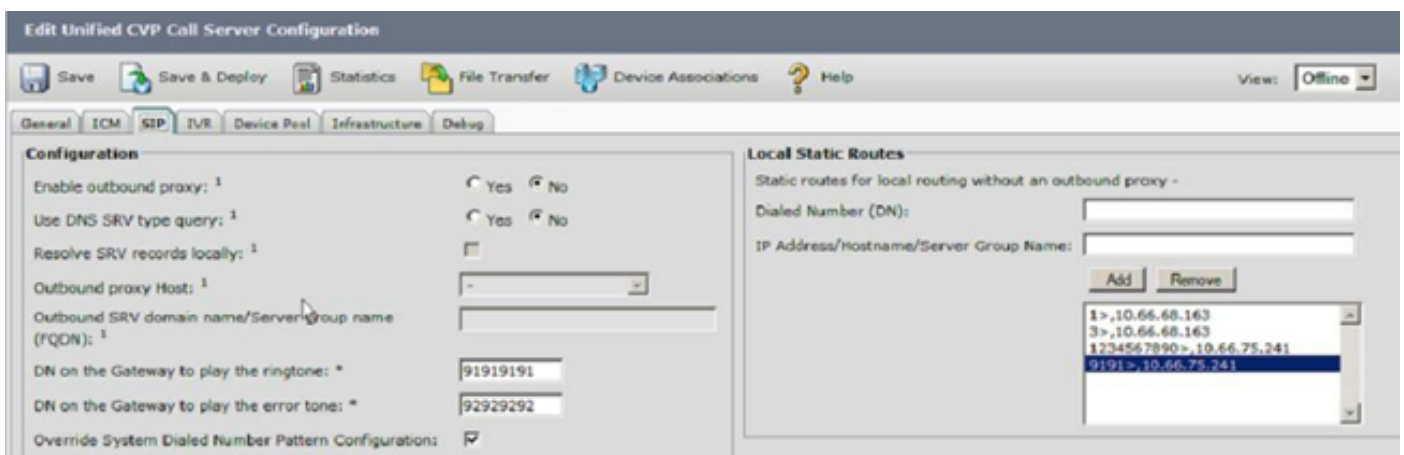 Edit Unified CVP Call Server Configuration
Save Save & Deploy Statistics File Transfer Device Associations Help View: Offline
General ICM SIP IVR Device Pool Infrastructure Debug
Configuration
Enable outbound proxy: 1 Yes No
Use DNS SRV type query: 1 Yes No
Resolve SRV records locally: 1
Outbound proxy Host: 1 -
Outbound SRV domain name/Server Group name
(FQDN): 1
DN on the Gateway to play the ringtone: * 91919191
DN on the Gateway to play the error tone: * 92929292
Override System Dialed Number Pattern Configuration:
Local Static Routes
Static routes for local routing without an outbound proxy -
Dialed Number (DN):
IP Address/Hostname/Server Group Name:
Add Remove
1>,10.66.68.163
3>,10.66.68.163
1234567890>,10.66.75.241
9191>,10.66.75.241